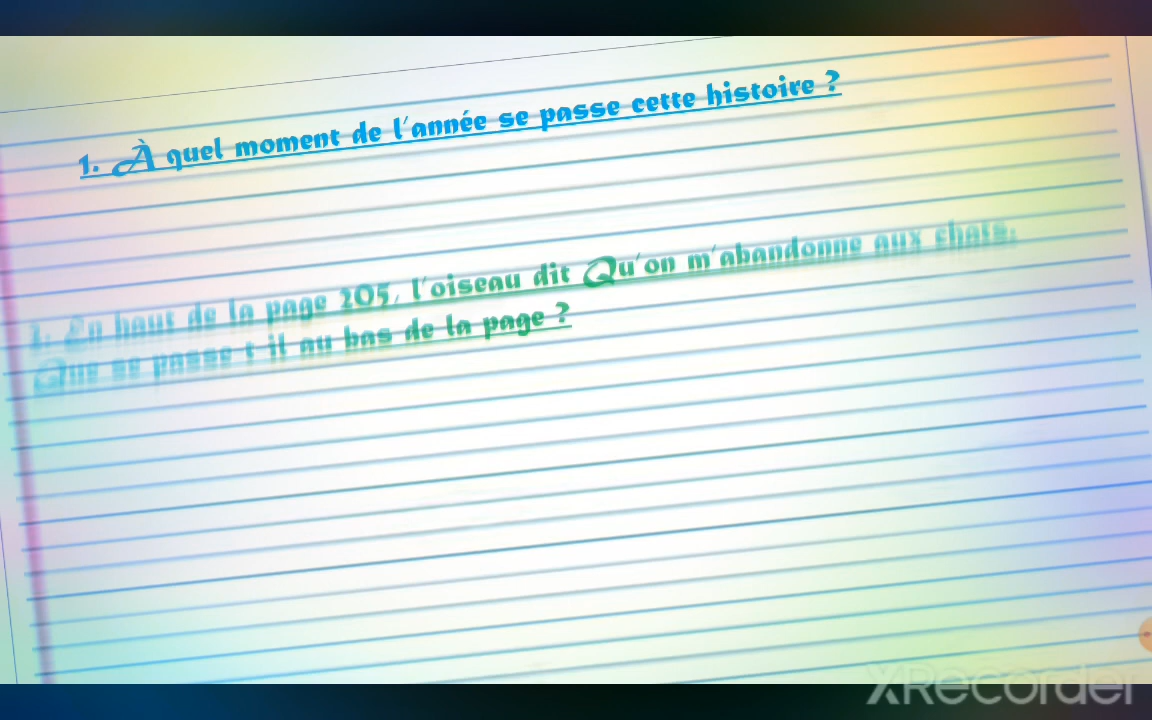 1. À quel moment de l'année se passe cette histoire ?
En haut de la page 205, l'oiseau dit Qu'on m'abandonne aux chats.
Que se passe t il au bas de la page ?
XRecorder